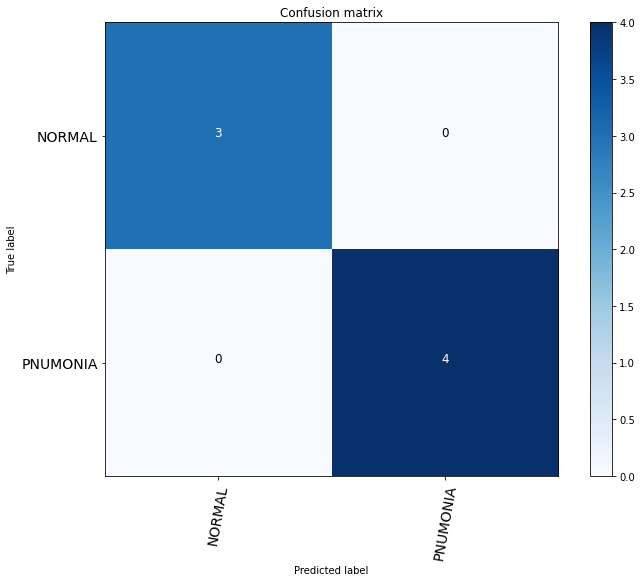 Confusion matrix
4.0
3.5
NORMAL
3
0
3.0
2.5
True label
2.0
1.5
PNUMONIA
0
4
1.0
0.5
0.0
NORMAL
PNUMONIA
Predicted label